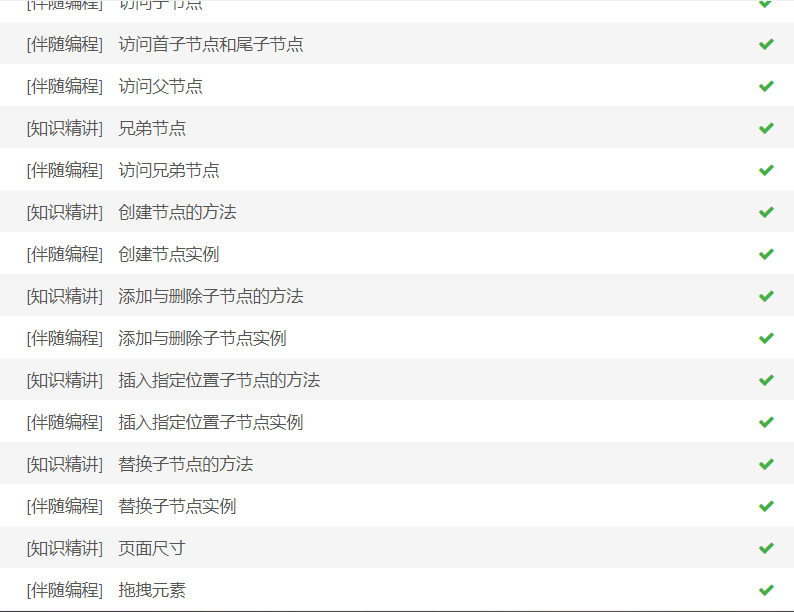 [伴随编程] 访问子节点
[伴随编程] 访问首子节点和尾子节点
[伴随编程] 访问父节点
[知识精讲] 兄弟节点
[伴随编程] 访问兄弟节点
[知识精讲] 创建节点的方法
[伴随编程] 创建节点实例
[知识精讲] 添加与删除子节点的方法
[伴随编程] 添加与删除子节点实例
[知识精讲] 插入指定位置子节点的方法
[伴随编程] 插入指定位置子节点实例
[知识精讲] 替换子节点的方法
[伴随编程] 替换子节点实例
[知识精讲] 页面尺寸
[伴随编程] 拖拽元素